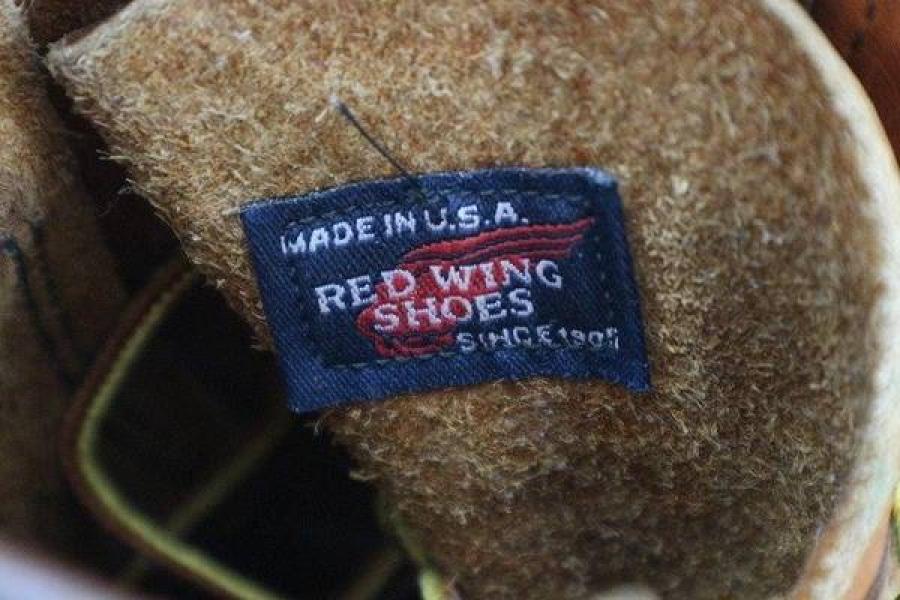 MADE IN U.S.A.
RED WING
SHOES
SINCE 1905